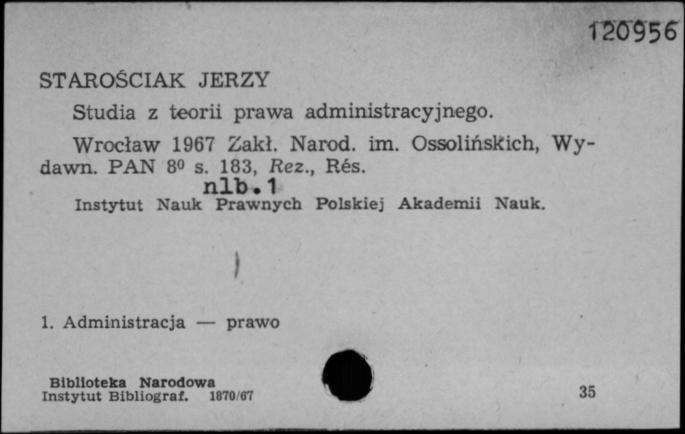 120956
STAROŚCIAK JERZY
Studia z teorii prawa administracyjnego.
Wrocław 1967 Zakł. Narod. im. Ossolińskich, Wy-
dawn. PAN 8⁰ s. 183, Rez., Rés.
nlb.1
Instytut Nauk Prawnych Polskiej Akademii Nauk.
1. Administracja — prawo
Biblioteka Narodowa
Instytut Bibliograf. 1870/67
35